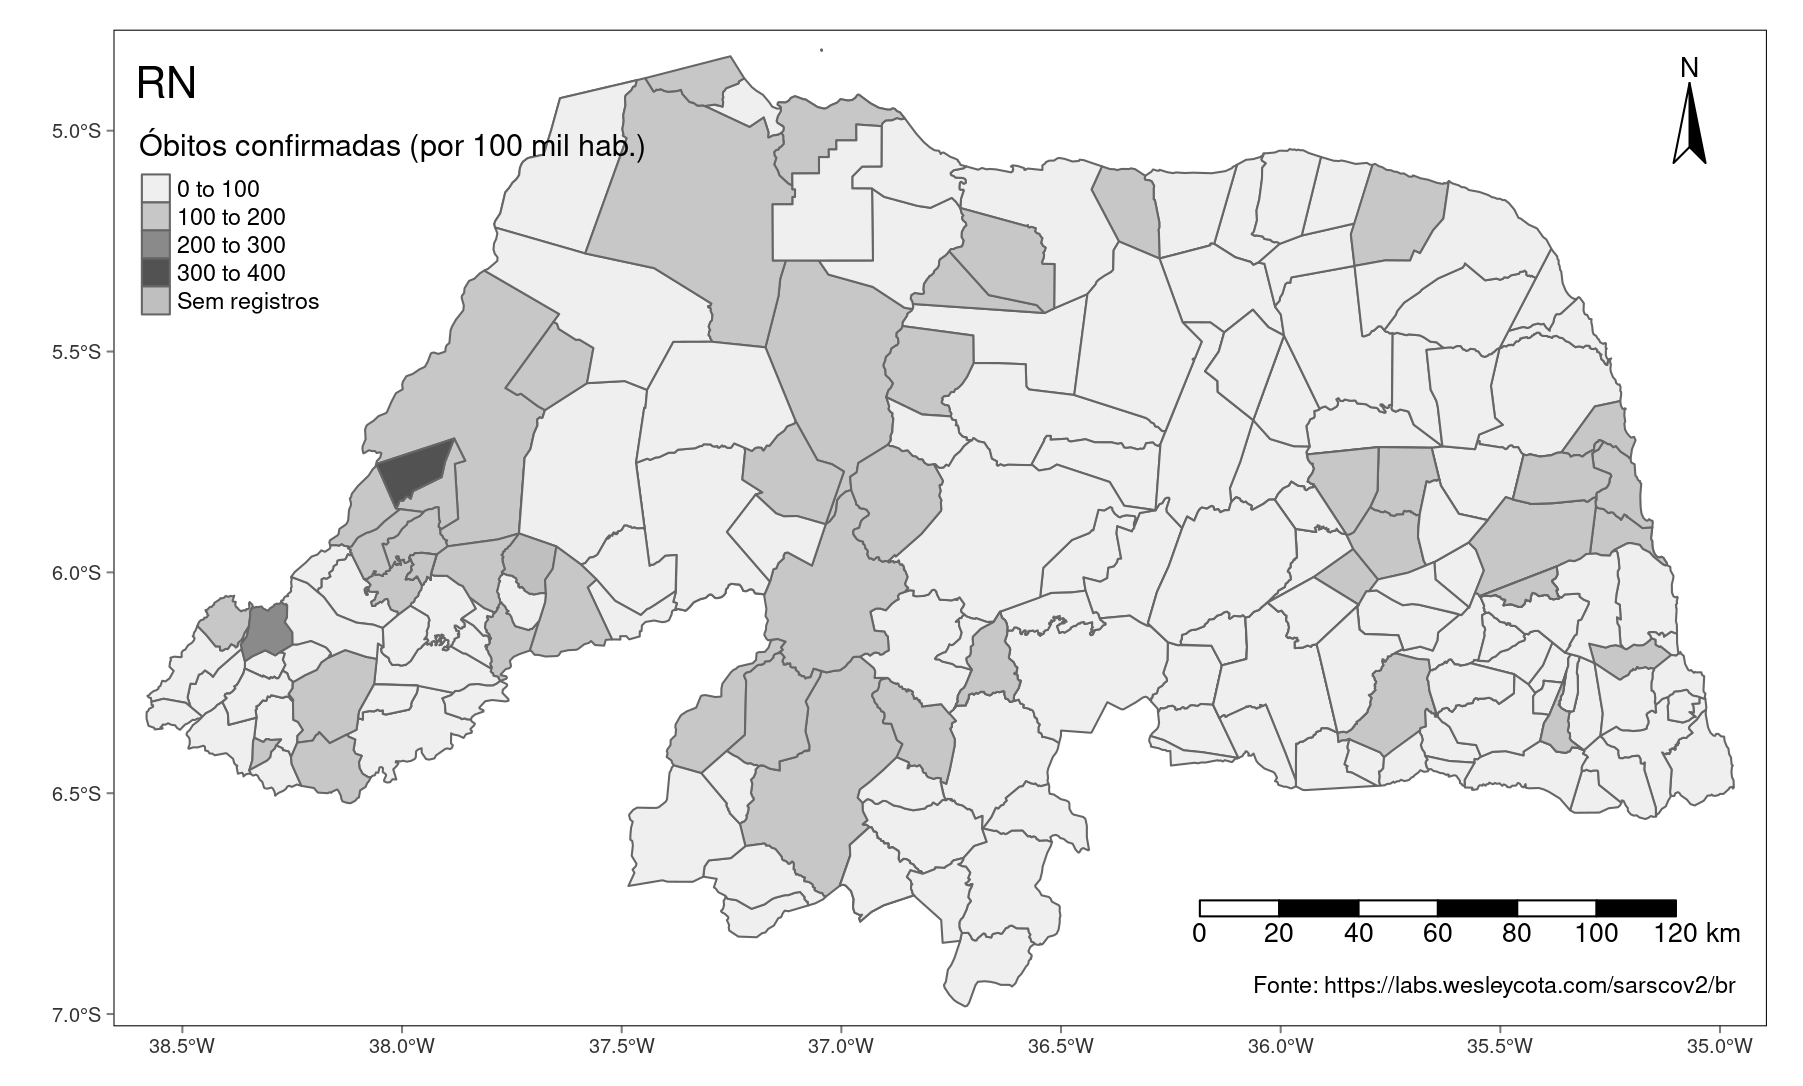 RN
N
Óbitos confirmadas (por 100 mil hab.)
0 to 100
100 to 200
200 to 300
300 to 400
Sem registros
5.0°S
5.5°S
6.0°S
6.5°S
7.0°S
0 20 40 60 80 100 120 km
Fonte: https://labs.wesleycota.com/sarscov2/br
38.5°W 38.0°W 37.5°W 37.0°W 36.5°W 36.0°W 35.5°W 35.0°W